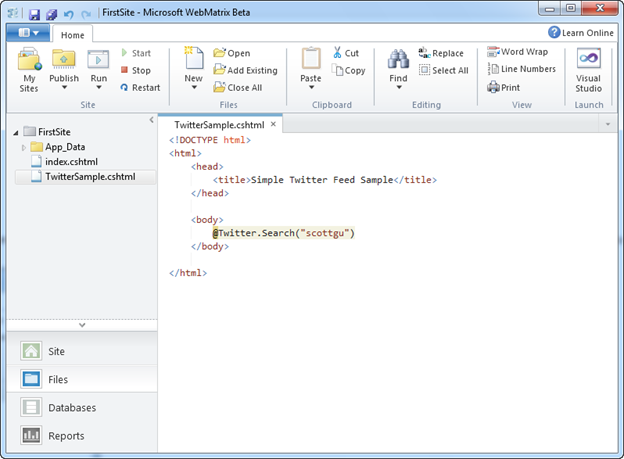 FirstSite - Microsoft WebMatrix Beta
Home
Learn Online
My Sites
Publish
Run
Start
Stop
Restart
Site
New
Open
Add Existing
Close All
Files
Paste
Cut
Copy
Clipboard
Find
Replace
Select All
Editing
Word Wrap
Line Numbers
Print
View
Visual Studio
Launch
FirstSite
App_Data
index.cshtml
TwitterSample.cshtml
TwitterSample.cshtml
<!DOCTYPE html>
<html>
<head>
<title>Simple Twitter Feed Sample</title>
</head>
<body>
@Twitter.Search("scottgu")
</body>
</html>
Site
Files
Databases
Reports